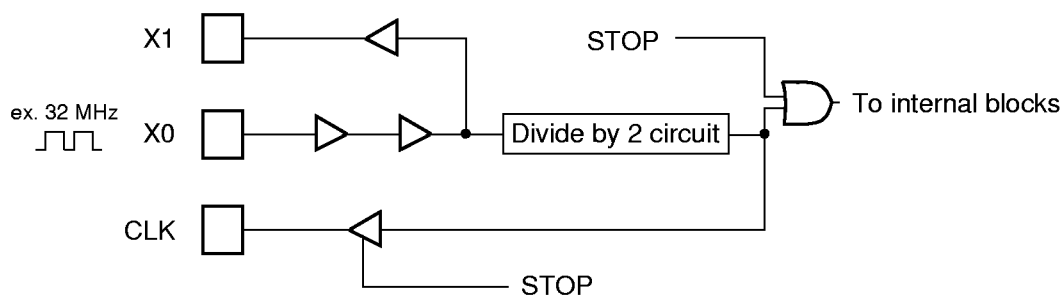 X1
STOP
ex. 32 MHz
X0
Divide by 2 circuit
To internal blocks
CLK
STOP